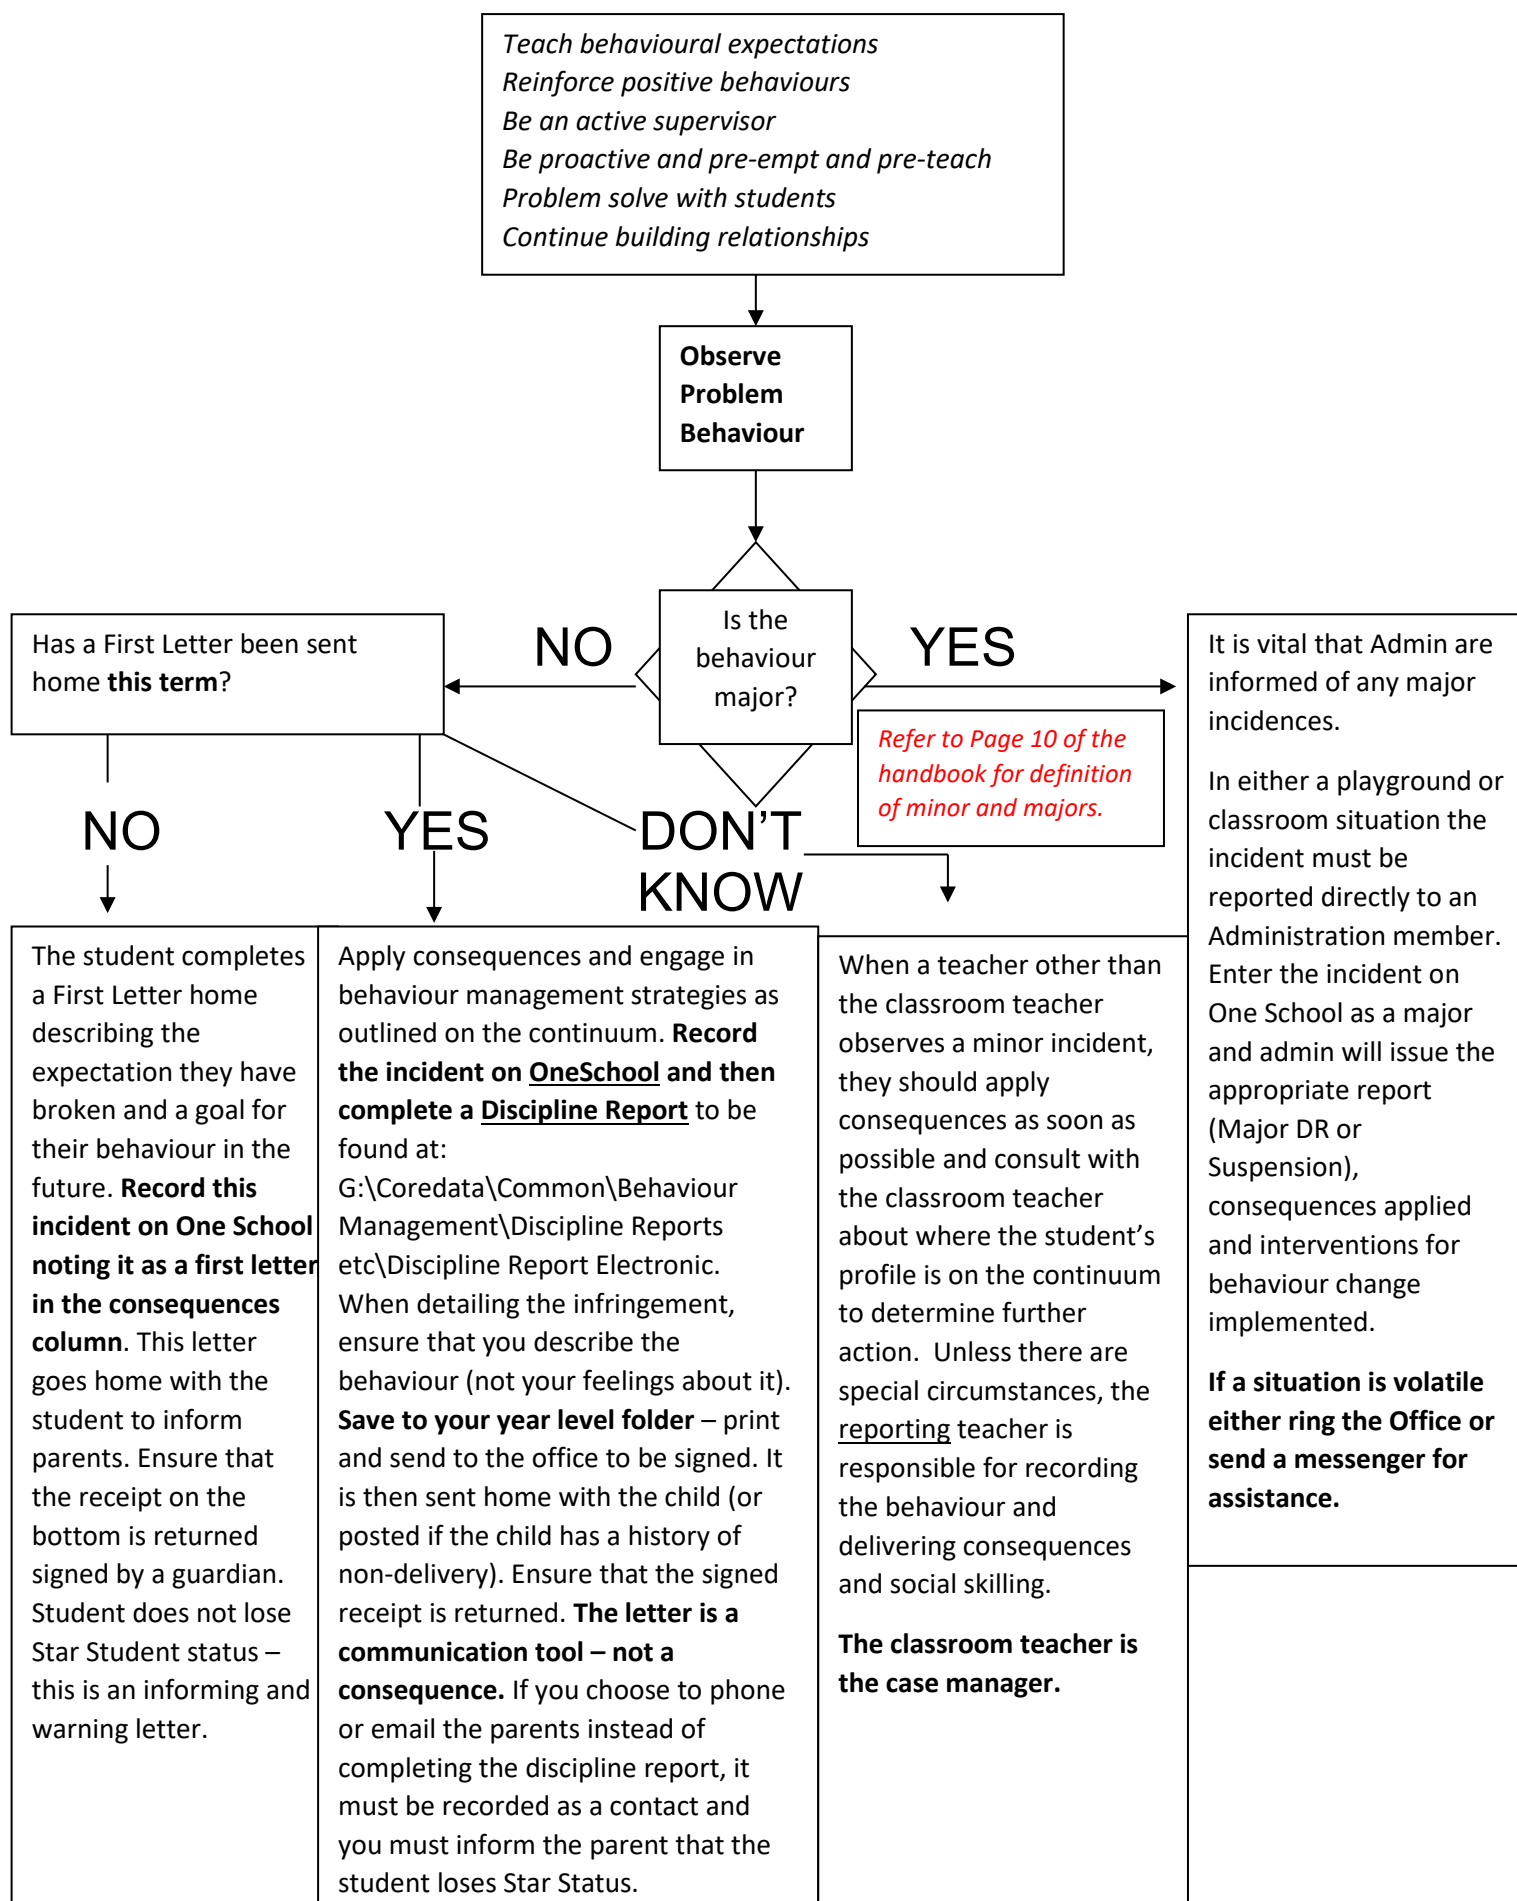 Teach behavioural expectations
Reinforce positive behaviours
Be an active supervisor
Be proactive and pre-empt and pre-teach
Problem solve with students
Continue building relationships
Observe
Problem
Behaviour
Is the
behaviour
major?
NO
YES
Has a First Letter been sent
home this term?
Refer to Page 10 of the
handbook for definition
of minor and majors.
NO
YES
DON'T
KNOW
The student completes
a First Letter home
describing the
expectation they have
broken and a goal for
their behaviour in the
future. Record this
incident on One School
noting it as a first letter
in the consequences
column. This letter
goes home with the
student to inform
parents. Ensure that
the receipt on the
bottom is returned
signed by a guardian.
Student does not lose
Star Student status –
this is an informing and
warning letter.
Apply consequences and engage in
behaviour management strategies as
outlined on the continuum. Record
the incident on OneSchool and then
complete a Discipline Report to be
found at:
G:\Coredata\Common\Behaviour
Management\Discipline Reports
etc\Discipline Report Electronic.
When detailing the infringement,
ensure that you describe the
behaviour (not your feelings about it).
Save to your year level folder – print
and send to the office to be signed. It
is then sent home with the child (or
posted if the child has a history of
non-delivery). Ensure that the signed
receipt is returned. The letter is a
communication tool – not a
consequence. If you choose to phone
or email the parents instead of
completing the discipline report, it
must be recorded as a contact and
you must inform the parent that the
student loses Star Status.
When a teacher other than
the classroom teacher
observes a minor incident,
they should apply
consequences as soon as
possible and consult with
the classroom teacher
about where the student's
profile is on the continuum
to determine further
action.  Unless there are
special circumstances, the
reporting teacher is
responsible for recording
the behaviour and
delivering consequences
and social skilling.
The classroom teacher is
the case manager.
It is vital that Admin are
informed of any major
incidences.
In either a playground or
classroom situation the
incident must be
reported directly to an
Administration member.
Enter the incident on
One School as a major
and admin will issue the
appropriate report
(Major DR or
Suspension),
consequences applied
and interventions for
behaviour change
implemented.
If a situation is volatile
either ring the Office or
send a messenger for
assistance.